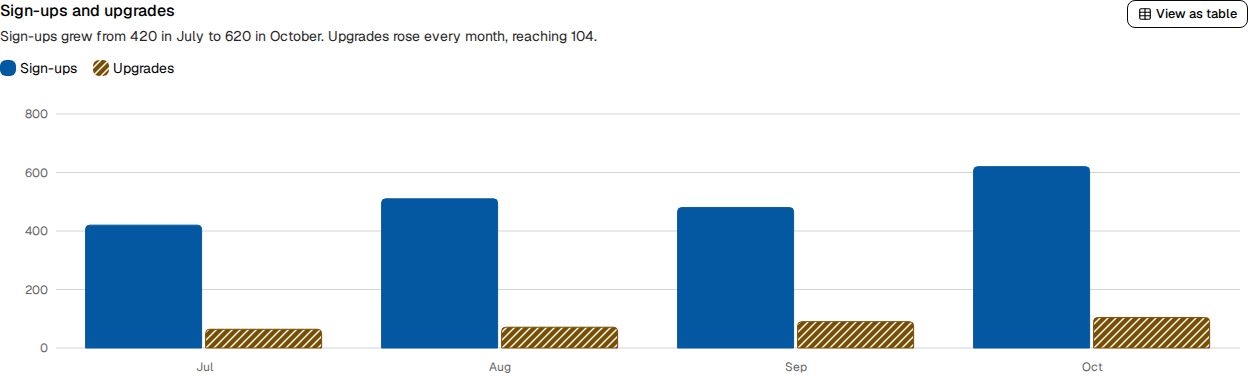 Sign-ups and upgrades
View as table
Sign-ups grew from 420 in July to 620 in October. Upgrades rose every month, reaching 104.
Sign-ups Upgrades
800
600
400
200
0
Jul Aug Sep Oct